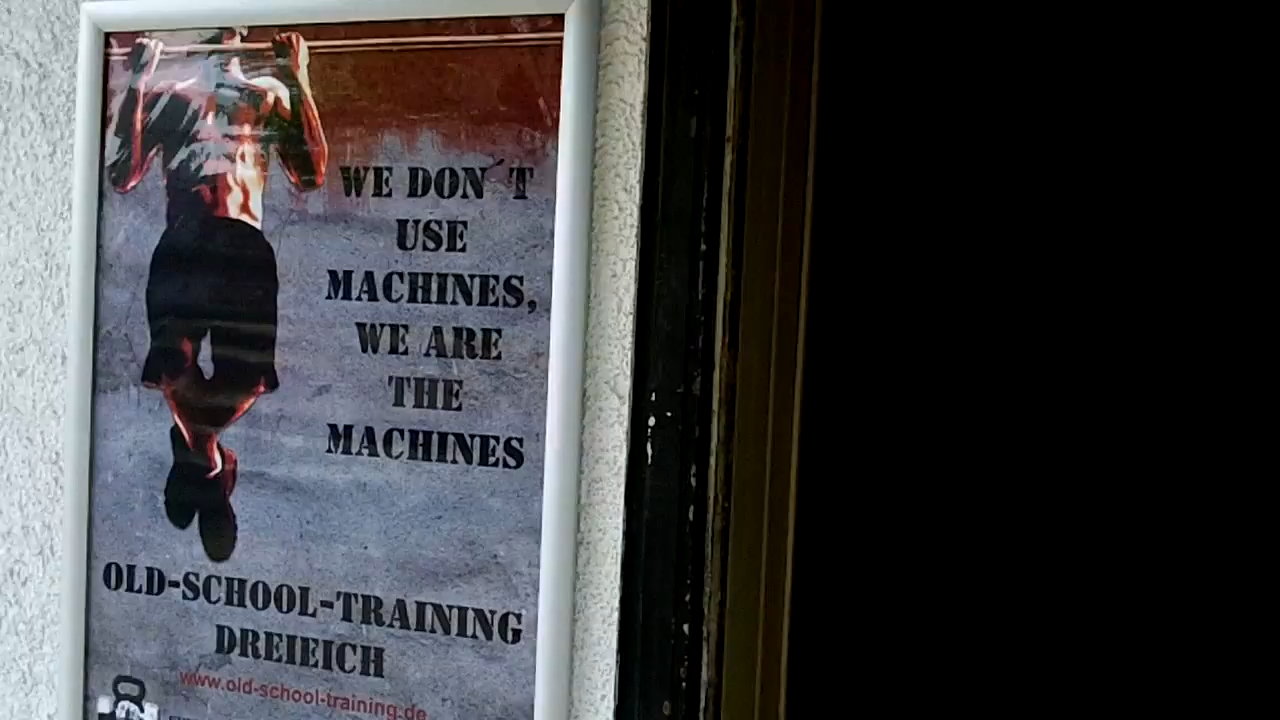 WE DON´T
USE
MACHINES,
WE ARE
THE
MACHINES
OLD-SCHOOL-TRAINING
DREIEICH
www.old-school-training.de